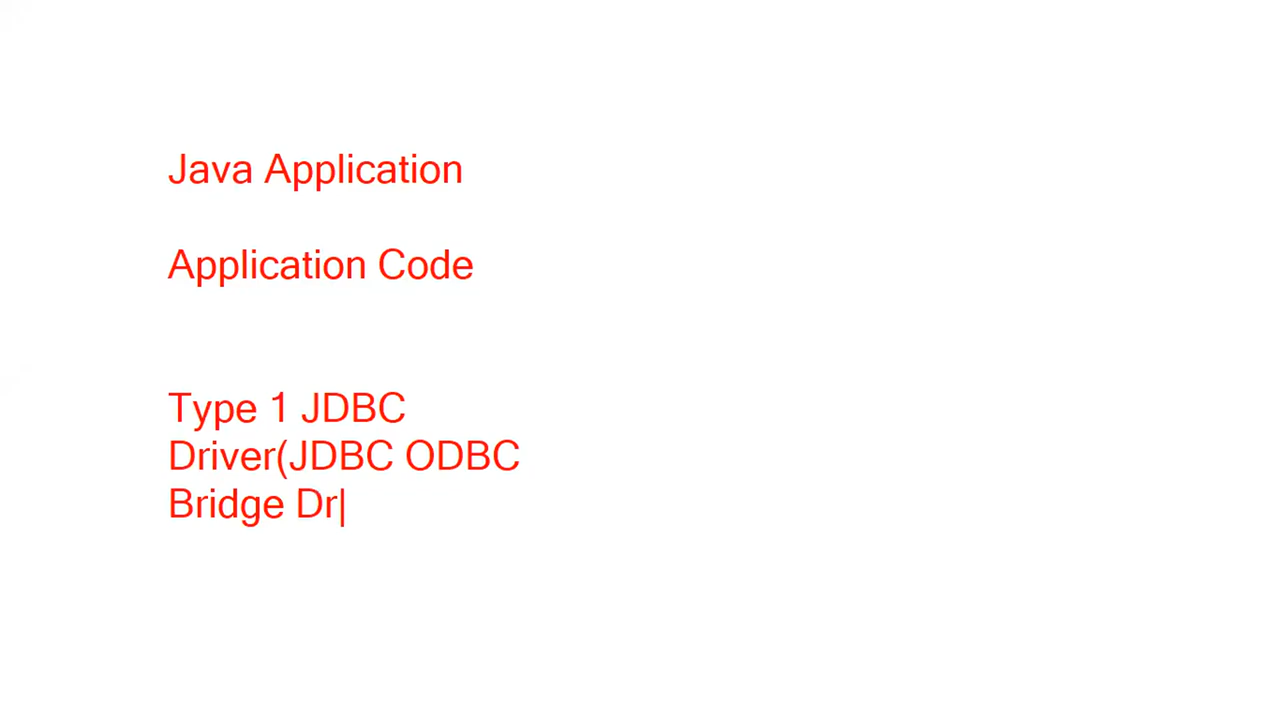 Java Application
Application Code
Type 1 JDBC
Driver(JDBC ODBC
Bridge Dr